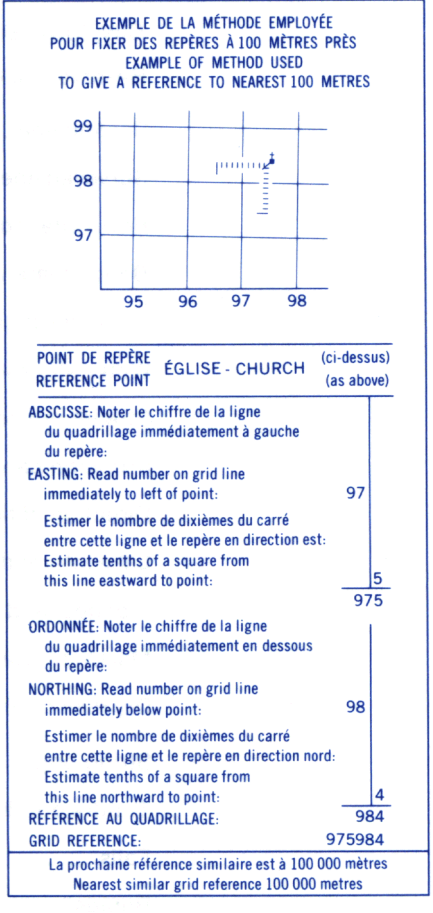 EXEMPLE DE LA MÉTHODE EMPLOYÉE
POUR FIXER DES REPÈRES À 100 MÈTRES PRÈS
EXAMPLE OF METHOD USED
TO GIVE A REFERENCE TO NEAREST 100 METRES
99
98
97
95 96 97 98
POINT DE REPÈRE
REFERENCE POINT
ÉGLISE - CHURCH
(ci-dessus)
(as above)
ABSCISSE: Noter le chiffre de la ligne
du quadrillage immédiatement à gauche
du repère:
EASTING: Read number on grid line
immediately to left of point: 97
Estimer le nombre de dixièmes du carré
entre cette ligne et le repère en direction est:
Estimate tenths of a square from
this line eastward to point: 5
975
ORDONNÉE: Noter le chiffre de la ligne
du quadrillage immédiatement en dessous
du repère:
NORTHING: Read number on grid line
immediately below point: 98
Estimer le nombre de dixièmes du carré
entre cette ligne et le repère en direction nord:
Estimate tenths of a square from
this line northward to point: 4
RÉFÉRENCE AU QUADRILLAGE: 984
GRID REFERENCE: 975984
La prochaine référence similaire est à 100 000 mètres
Nearest similar grid reference 100 000 metres